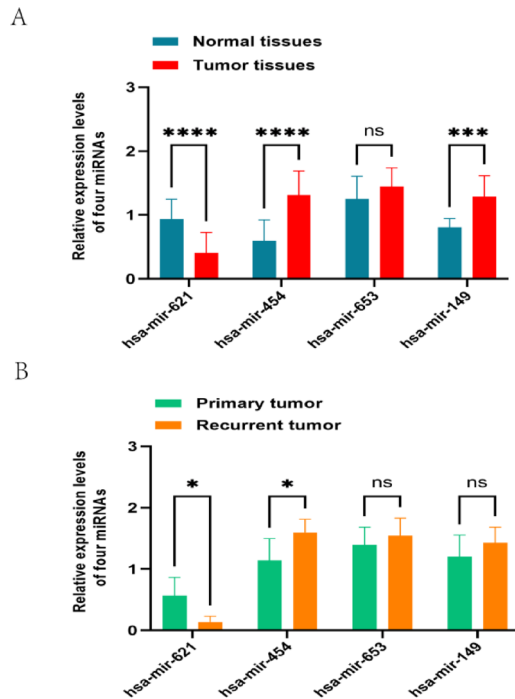 A
Normal tissues
Tumor tissues
Relative expression levels
of four miRNAs
3
2
1
0
****
****
ns
***
hsa-mir-621
hsa-mir-454
hsa-mir-653
hsa-mir-149
B
Primary tumor
Recurrent tumor
Relative expression levels
of four miRNAs
3
2
1
0
*
*
ns
ns
hsa-mir-621
hsa-mir-454
hsa-mir-653
hsa-mir-149